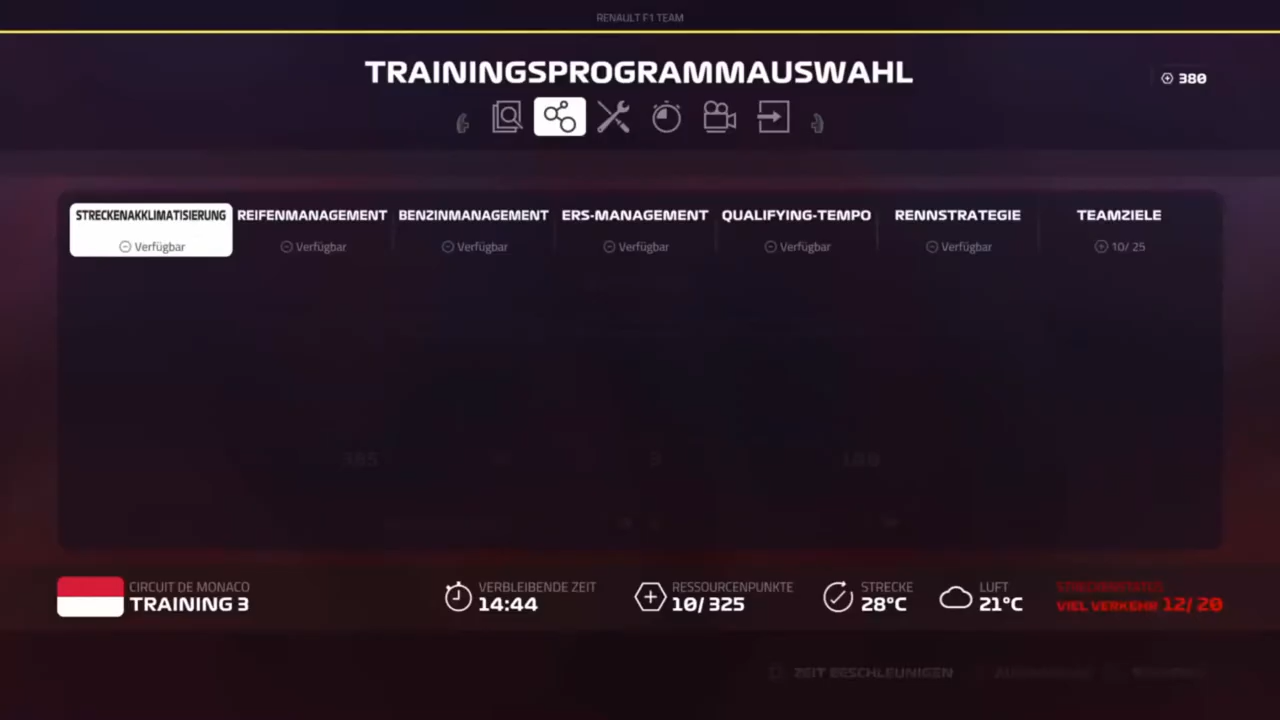 RENAULT F1 TEAM
TRAININGSPROGRAMMAUSWAHL
380
STRECKENAKKLIMATISIERUNG REIFENMANAGEMENT BENZINMANAGEMENT ERS-MANAGEMENT QUALIFYING-TEMPO RENNSTRATEGIE TEAMZIELE
Verfügbar Verfügbar Verfügbar Verfügbar Verfügbar Verfügbar 10/ 25
CIRCUIT DE MONACO VERBLEIBENDE ZEIT RESSOURCENPUNKTE STRECKE LUFT STRECKENSTATUS
TRAINING 3 14:44 10/ 325 28°C 21°C VIEL VERKEHR 12/ 20
ZEIT BESCHLEUNIGEN